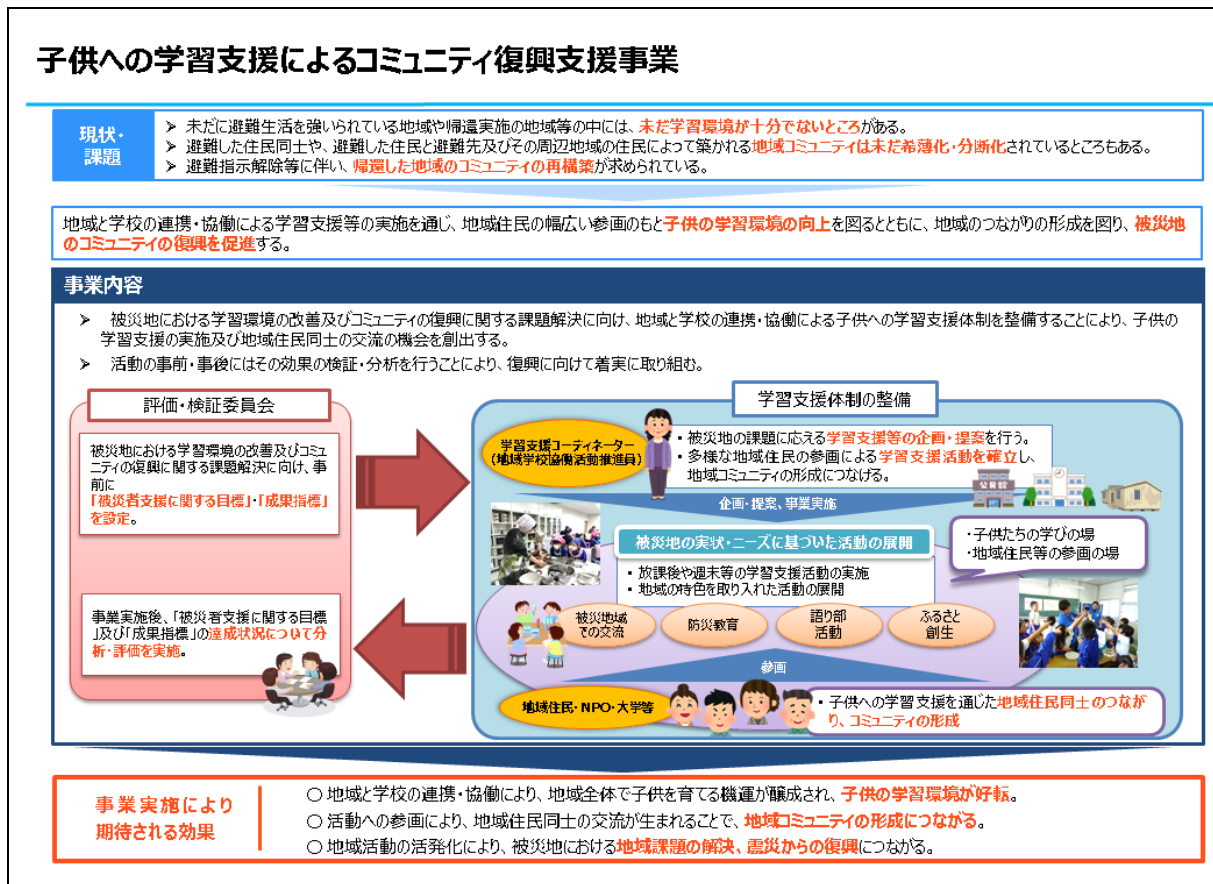 子供への学習支援によるコミュニティ復興支援事業
現状・
課題
➢ 未だに避難生活を強いられている地域や帰還実施の地域等の中には、未だ学習環境が十分でないところがある。
➢ 避難した住民同士や、避難した住民と避難先及びその周辺地域の住民によって築かれる地域コミュニティは未だ希薄化・分断化されているところもある。
➢ 避難指示解除等に伴い、帰還した地域のコミュニティの再構築が求められている。
地域と学校の連携・協働による学習支援等の実施を通じ、地域住民の幅広い参画のもと子供の学習環境の向上を図るとともに、地域のつながりの形成を図り、被災地
のコミュニティの復興を促進する。
事業内容
➢ 被災地における学習環境の改善及びコミュニティの復興に関する課題解決に向け、地域と学校の連携・協働による子供への学習支援体制を整備することにより、子供の
学習支援の実施及び地域住民同士の交流の機会を創出する。
➢ 活動の事前・事後にはその効果の検証・分析を行うことにより、復興に向けて着実に取り組む。
評価・検証委員会
被災地における学習環境の改善及びコミュ
ニティの復興に関する課題解決に向け、事
前に
「被災者支援に関する目標」・「成果指標」
を設定。
事業実施後、「被災者支援に関する目標
」及び「成果指標」の達成状況について分
析・評価を実施。
学習支援体制の整備
学習支援コーディネーター
(地域学校協働活動推進員)
・被災地の課題に応える学習支援等の企画・提案を行う。
・多様な地域住民の参画による学習支援活動を確立し、
地域コミュニティの形成につなげる。
公民館
企画・提案、事業実施
被災地の実状・ニーズに基づいた活動の展開
・子供たちの学びの場
・地域住民等の参画の場
・放課後や週末等の学習支援活動の実施
・地域の特色を取り入れた活動の展開
被災地域
での交流
防災教育
語り部
活動
ふるさと
創生
参画
地域住民・NPO・大学等
・子供への学習支援を通じた地域住民同士のつなが
り、コミュニティの形成
事業実施により
期待される効果
○ 地域と学校の連携・協働により、地域全体で子供を育てる機運が醸成され、子供の学習環境が好転。
○ 活動への参画により、地域住民同士の交流が生まれることで、地域コミュニティの形成につながる。
○ 地域活動の活発化により、被災地における地域課題の解決、震災からの復興につながる。